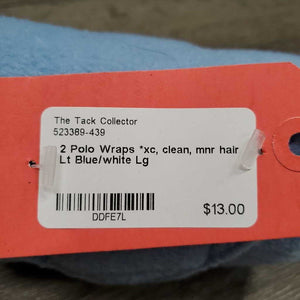 The Tack Collector
523389-439
2 Polo Wraps *xc, clean, mnr hair
Lt Blue/white Lg
DDFE7L
$13.00